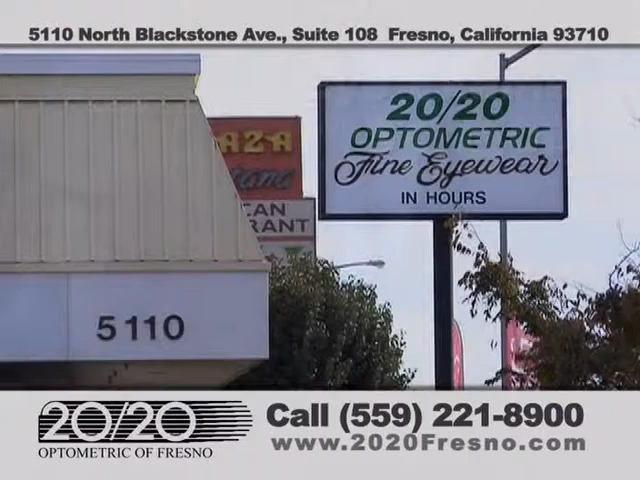 5110 North Blackstone Ave., Suite 108 Fresno, California 93710
20/20
OPTOMETRIC
Fine Eyewear
IN HOURS
5110
20/20
OPTOMETRIC OF FRESNO
Call (559) 221-8900
www.2020Fresno.com